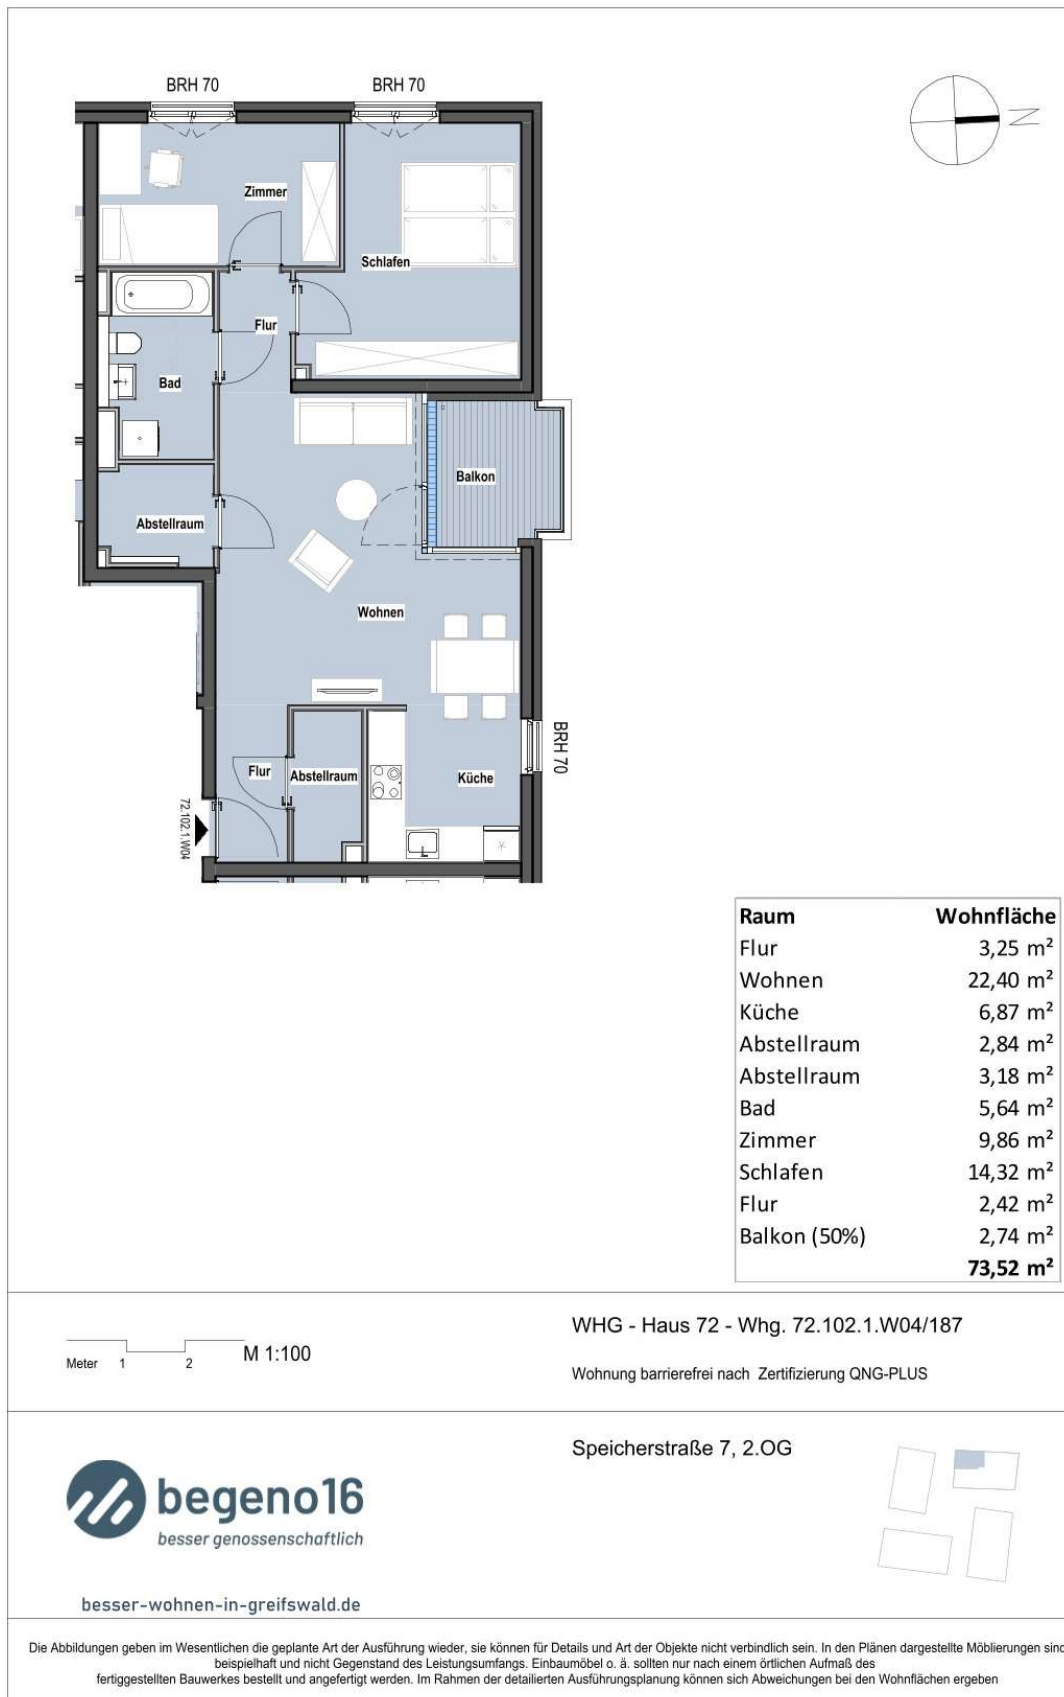 BRH 70
BRH 70
N
Zimmer
Schlafen
Flur
Bad
Balkon
Abstellraum
Wohnen
BRH 70
Flur
Abstellraum
Küche
72.102.1.W04
Raum Wohnfläche
Flur 3,25 m²
Wohnen 22,40 m²
Küche 6,87 m²
Abstellraum 2,84 m²
Abstellraum 3,18 m²
Bad 5,64 m²
Zimmer 9,86 m²
Schlafen 14,32 m²
Flur 2,42 m²
Balkon (50%) 2,74 m²
73,52 m²
Meter 1 2 M 1:100
WHG - Haus 72 - Whg. 72.102.1.W04/187
Wohnung barrierefrei nach Zertifizierung QNG-PLUS
Speicherstraße 7, 2.OG
begeno16
besser genossenschaftlich
besser-wohnen-in-greifswald.de
Die Abbildungen geben im Wesentlichen die geplante Art der Ausführung wieder, sie können für Details und Art der Objekte nicht verbindlich sein. In den Plänen dargestellte Möblierungen sind
beispielhaft und nicht Gegenstand des Leistungsumfangs. Einbaumöbel o. ä. sollten nur nach einem örtlichen Aufmaß des
fertiggestellten Bauwerkes bestellt und angefertigt werden. Im Rahmen der detailierten Ausführungsplanung können sich Abweichungen bei den Wohnflächen ergeben